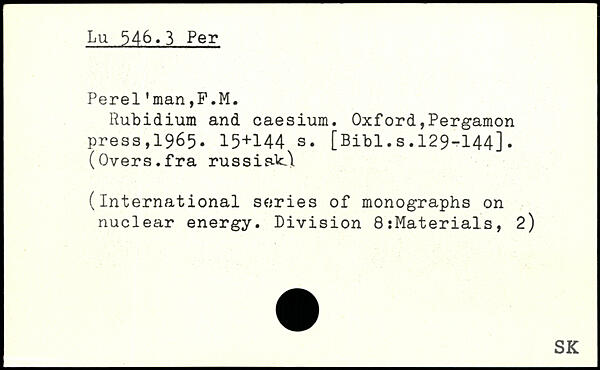 Lu 546.3 Per
Perel'man,F.M.
Rubidium and caesium. Oxford,Pergamon
press,1965. 15+144 s. [Bibl.s.129-144].
(Overs.fra russisk)
(International series of monographs on
nuclear energy. Division 8:Materials, 2)
SK